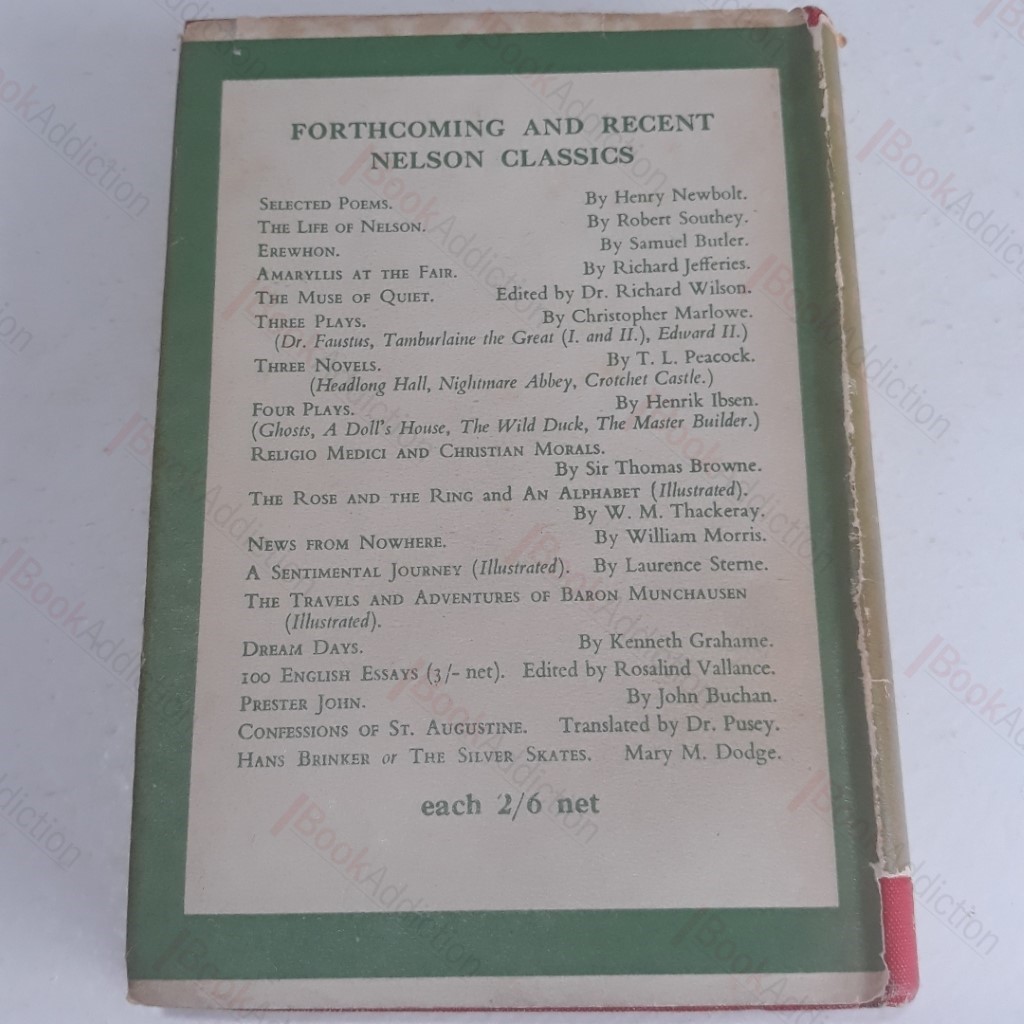 FORTHCOMING AND RECENT
NELSON CLASSICS
SELECTED POEMS. By Henry Newbolt.
THE LIFE OF NELSON. By Robert Southey.
EREWHON. By Samuel Butler.
AMARYLLIS AT THE FAIR. By Richard Jefferies.
THE MUSE OF QUIET. Edited by Dr. Richard Wilson.
THREE PLAYS. By Christopher Marlowe.
(Dr. Faustus, Tamburlaine the Great (I. and II.), Edward II.)
THREE NOVELS. By T. L. Peacock.
(Headlong Hall, Nightmare Abbey, Crotchet Castle.)
FOUR PLAYS. By Henrik Ibsen.
(Ghosts, A Doll's House, The Wild Duck, The Master Builder.)
RELIGIO MEDICI AND CHRISTIAN MORALS.
By Sir Thomas Browne.
THE ROSE AND THE RING and AN ALPHABET (Illustrated).
By W. M. Thackeray.
NEWS FROM NOWHERE. By William Morris.
A SENTIMENTAL JOURNEY (Illustrated). By Laurence Sterne.
THE TRAVELS AND ADVENTURES OF BARON MUNCHAUSEN
(Illustrated).
DREAM DAYS. By Kenneth Grahame.
100 ENGLISH ESSAYS (3/- net). Edited by Rosalind Vallance.
PRESTER JOHN. By John Buchan.
CONFESSIONS OF ST. AUGUSTINE. Translated by Dr. Pusey.
HANS BRINKER or THE SILVER SKATES. Mary M. Dodge.
each 2/6 net
BookAddiction